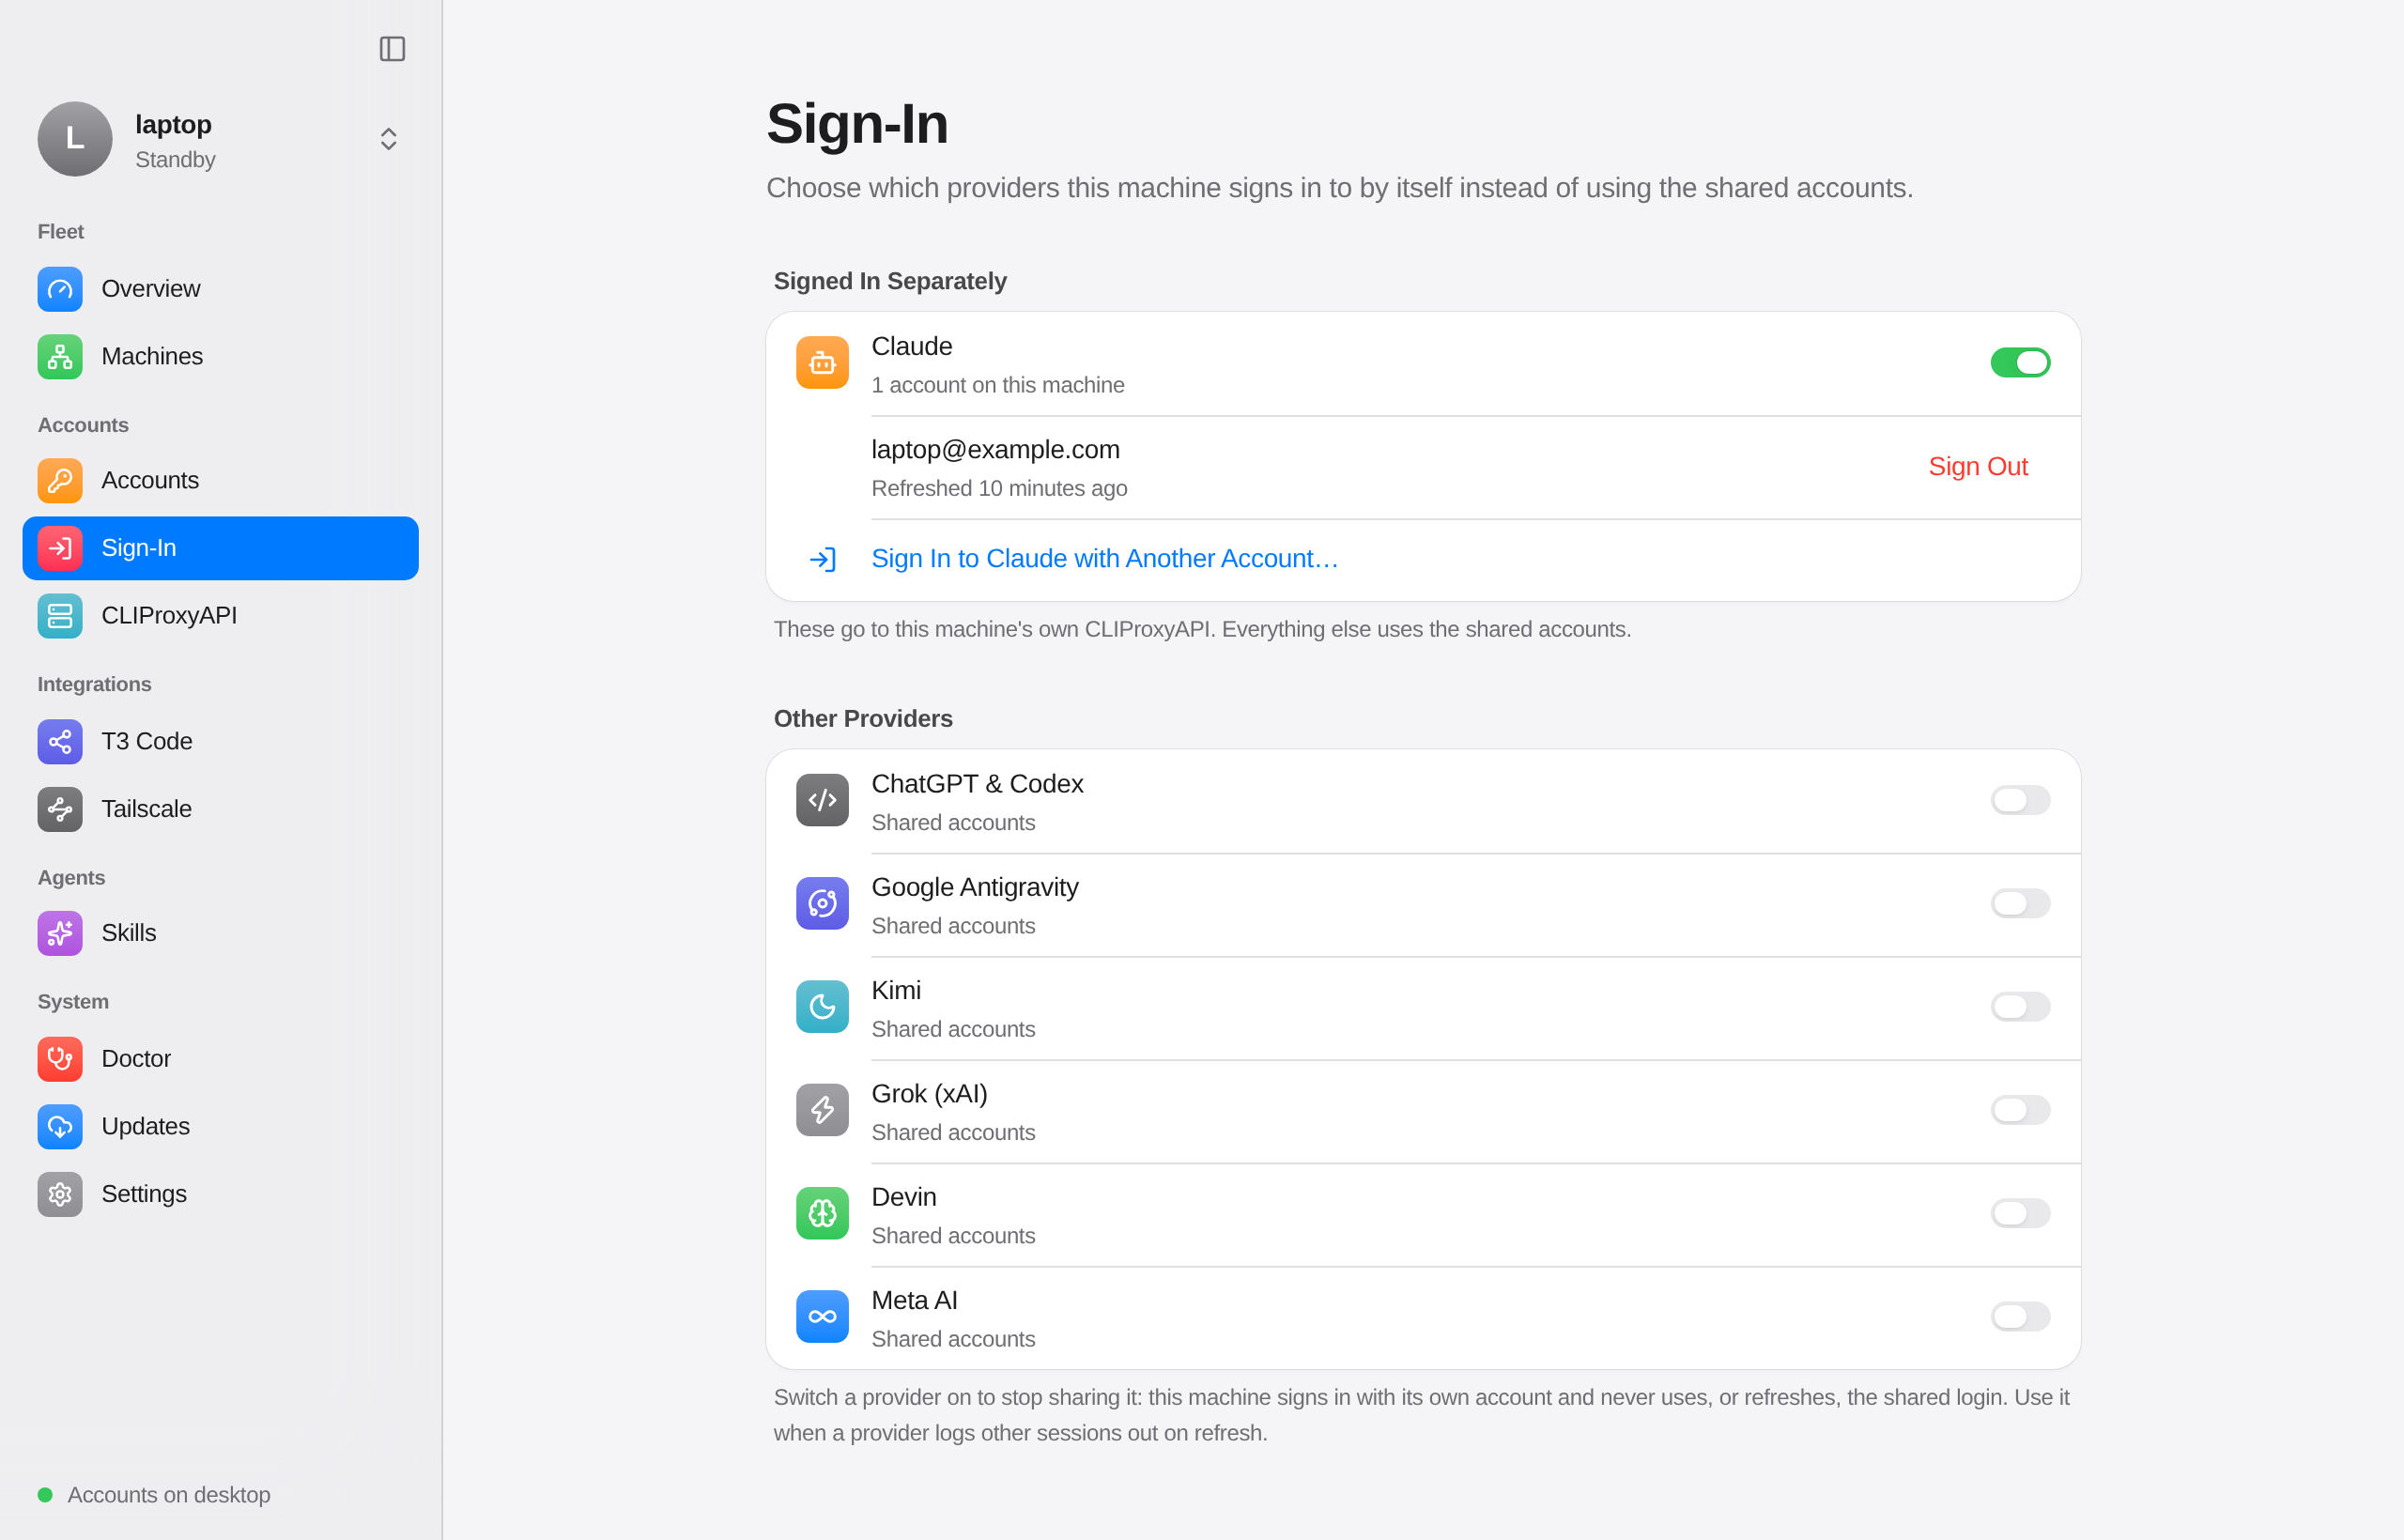 L
laptop
Standby
Fleet
Overview
Machines
Accounts
Accounts
Sign-In
CLIProxyAPI
Integrations
T3 Code
Tailscale
Agents
Skills
System
Doctor
Updates
Settings
Accounts on desktop
Sign-In
Choose which providers this machine signs in to by itself instead of using the shared accounts.
Signed In Separately
Claude
1 account on this machine
laptop@example.com
Refreshed 10 minutes ago
Sign Out
Sign In to Claude with Another Account…
These go to this machine's own CLIProxyAPI. Everything else uses the shared accounts.
Other Providers
ChatGPT & Codex
Shared accounts
Google Antigravity
Shared accounts
Kimi
Shared accounts
Grok (xAI)
Shared accounts
Devin
Shared accounts
Meta AI
Shared accounts
Switch a provider on to stop sharing it: this machine signs in with its own account and never uses, or refreshes, the shared login. Use it
when a provider logs other sessions out on refresh.